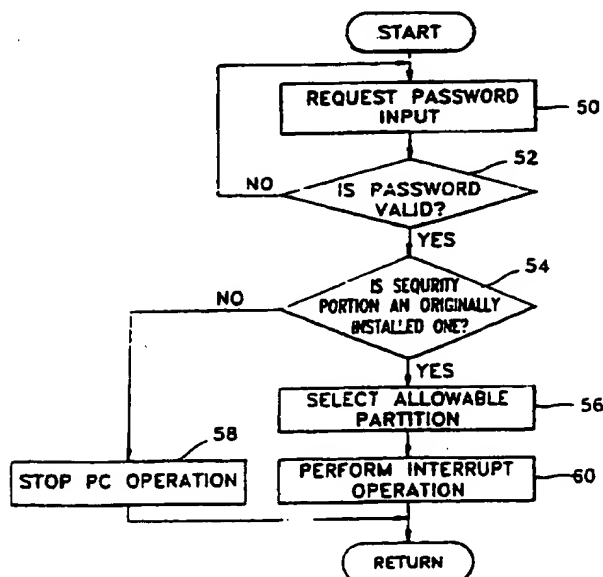 START
REQUEST PASSWORD
INPUT
50
52
NO
IS PASSWORD
VALID?
YES
54
NO
IS SEQURITY
PORTION AN ORIGINALLY
INSTALLED ONE?
YES
SELECT ALLOWABLE
PARTITION
56
58
STOP PC OPERATION
PERFORM INTERRUPT
OPERATION
60
RETURN